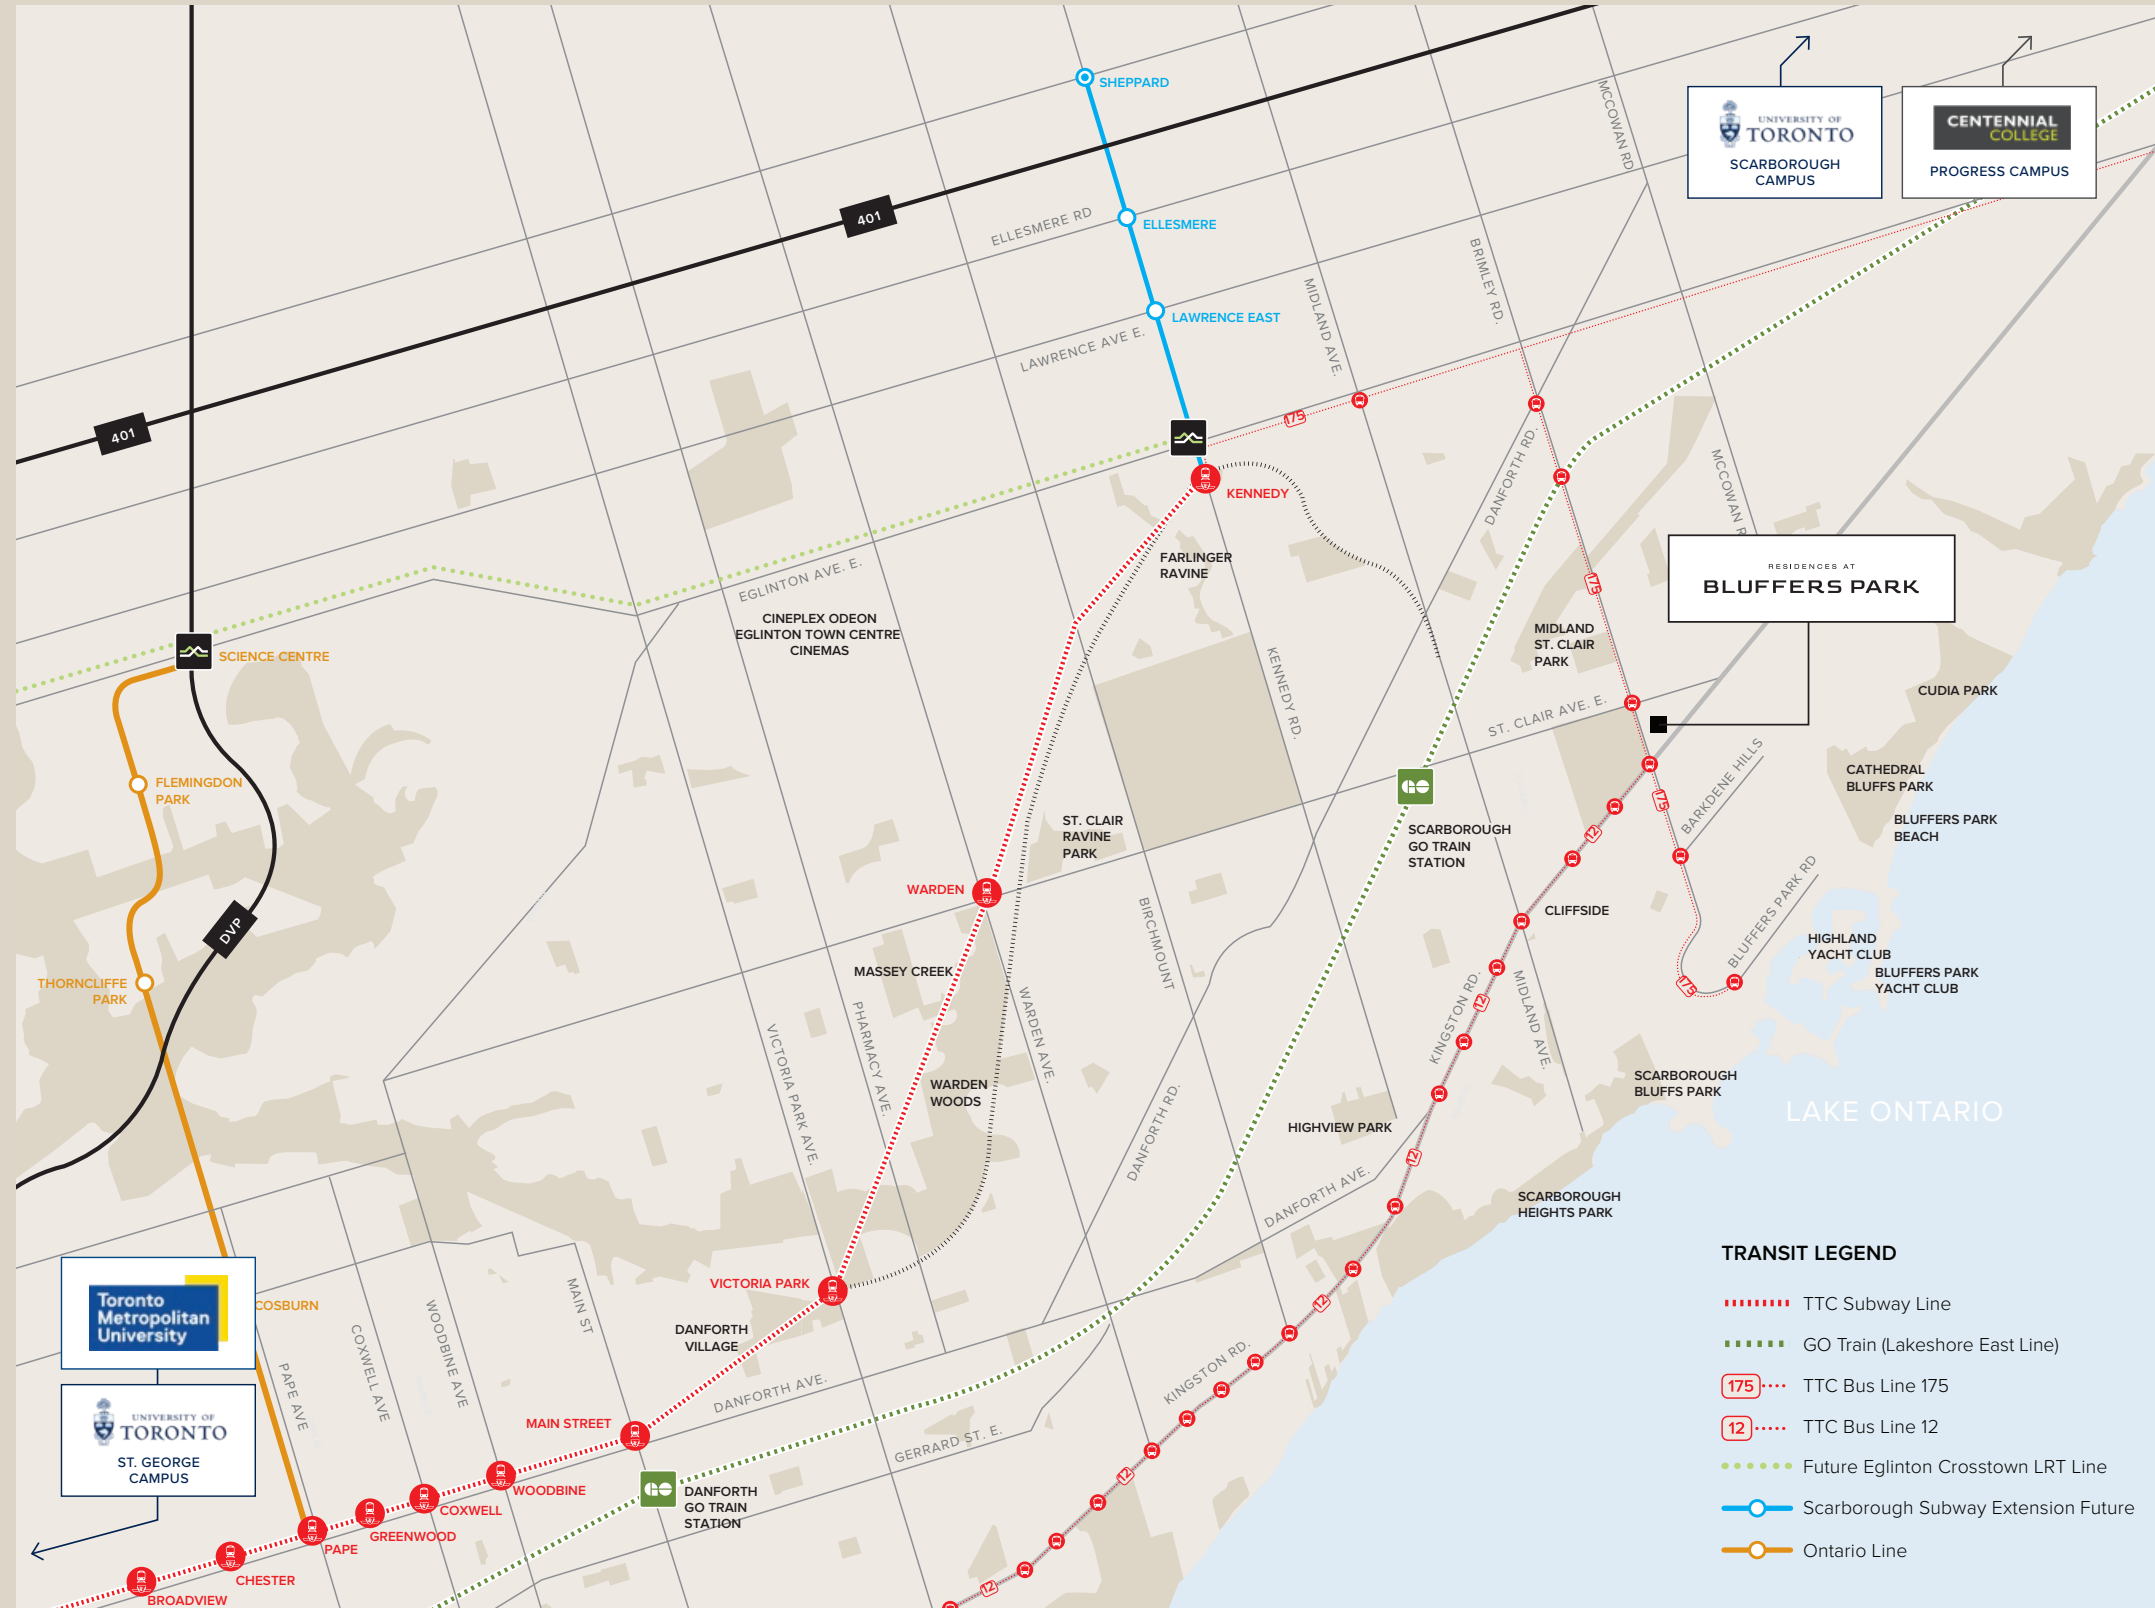 SHEPPARD
MCCOWAN RD
UNIVERSITY OF
TORONTO
SCARBOROUGH
CAMPUS
CENTENNIAL
COLLEGE
PROGRESS CAMPUS
401
ELLESMERE RD
ELLESMERE
BRIMLEY RD.
MIDLAND AVE.
LAWRENCE EAST
LAWRENCE AVE E.
401
175
KENNEDY
DANFORTH RD.
MCCOWAN R
FARLINGER
RAVINE
EGLINTON AVE. E.
175
RESIDENCES AT
BLUFFERS PARK
CINEPLEX ODEON
EGLINTON TOWN CENTRE
CINEMAS
MIDLAND
ST. CLAIR
PARK
SCIENCE CENTRE
KENNEDY RD.
CUDIA PARK
ST. CLAIR AVE. E.
FLEMINGDON
PARK
CATHEDRAL
BLUFFS PARK
BARKDENE HILLS
175
BLUFFERS PARK
BEACH
ST. CLAIR
RAVINE
PARK
SCARBOROUGH
GO TRAIN
STATION
12
WARDEN
BLUFFERS PARK RD
CLIFFSIDE
DVP
BIRCHMOUNT
HIGHLAND
YACHT CLUB
MASSEY CREEK
BLUFFERS PARK
YACHT CLUB
175
THORNCLIFFE
PARK
12
KINGSTON RD.
MIDLAND AVE.
WARDEN AVE.
PHARMACY AVE.
VICTORIA PARK AVE.
WARDEN
WOODS
SCARBOROUGH
BLUFFS PARK
LAKE ONTARIO
DANFORTH RD.
HIGHVIEW PARK
12
DANFORTH AVE.
SCARBOROUGH
HEIGHTS PARK
VICTORIA PARK
COSBURN
Toronto
Metropolitan
University
MAIN ST
WOODBINE AVE
COXWELL AVE
PAPE AVE
DANFORTH
VILLAGE
12
KINGSTON RD.
DANFORTH AVE.
UNIVERSITY OF
TORONTO
ST. GEORGE
CAMPUS
MAIN STREET
GERRARD ST. E.
12
DANFORTH
GO TRAIN
STATION
WOODBINE
COXWELL
GREENWOOD
PAPE
CHESTER
BROADVIEW
12
TRANSIT LEGEND
TTC Subway Line
GO Train (Lakeshore East Line)
175 TTC Bus Line 175
12 TTC Bus Line 12
Future Eglinton Crosstown LRT Line
Scarborough Subway Extension Future
Ontario Line